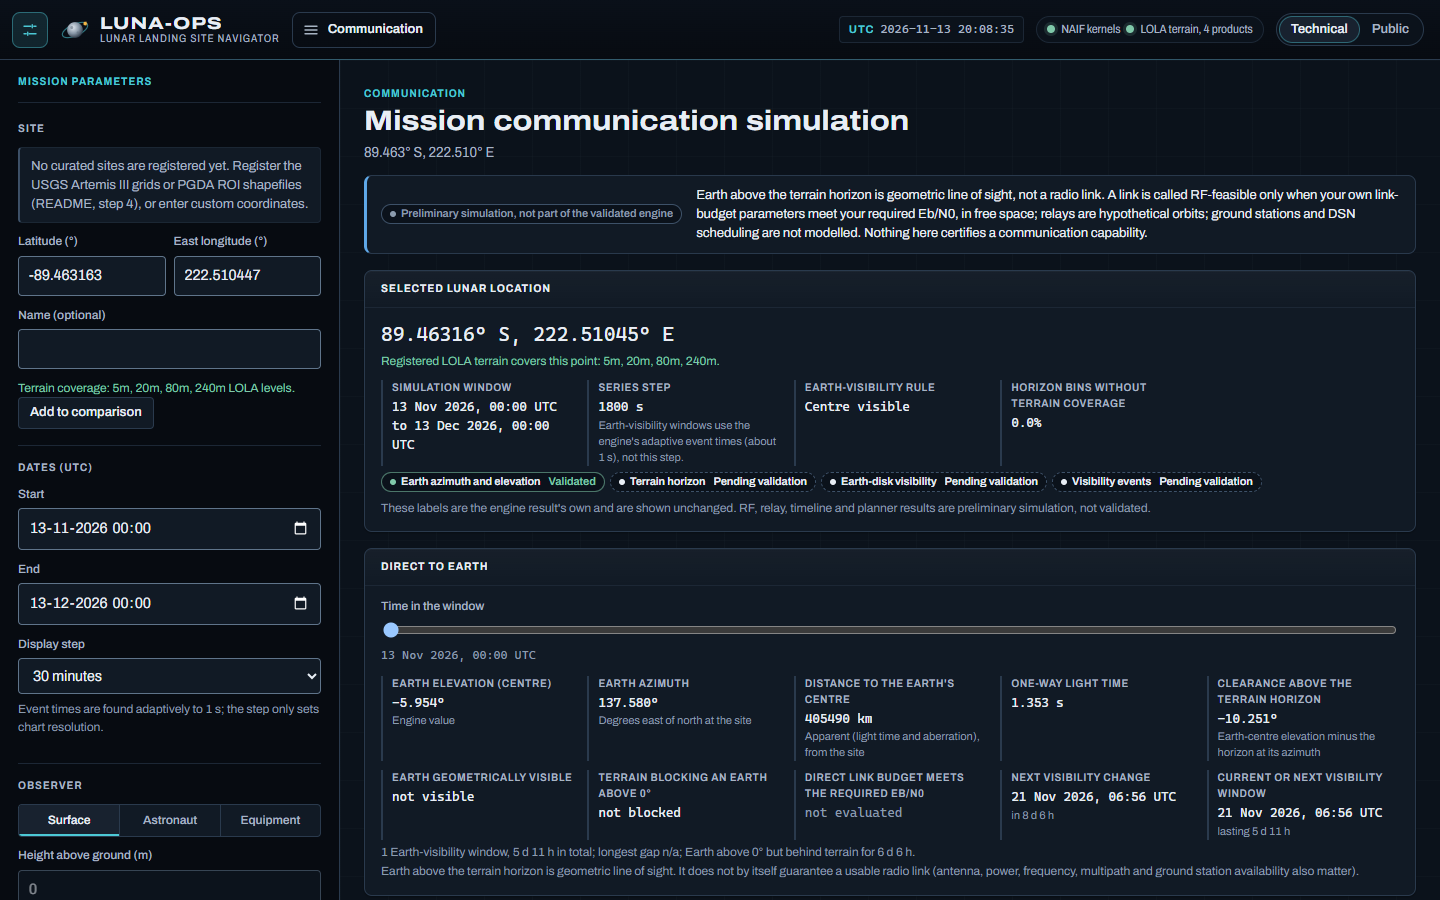 LUNA-OPS
LUNAR LANDING SITE NAVIGATOR
Communication
UTC 2026-11-13 20:08:35
NAIF kernels
LOLA terrain, 4 products
Technical
Public
MISSION PARAMETERS
SITE
No curated sites are registered yet. Register the
USGS Artemis III grids or PGDA ROI shapefiles
(README, step 4), or enter custom coordinates.
Latitude (°)
East longitude (°)
-89.463163
222.510447
Name (optional)
Terrain coverage: 5m, 20m, 80m, 240m LOLA levels.
Add to comparison
DATES (UTC)
Start
13-11-2026 00:00
End
13-12-2026 00:00
Display step
30 minutes
Event times are found adaptively to 1 s; the step only sets
chart resolution.
OBSERVER
Surface
Astronaut
Equipment
Height above ground (m)
0
COMMUNICATION
Mission communication simulation
89.463° S, 222.510° E
Preliminary simulation, not part of the validated engine
Earth above the terrain horizon is geometric line of sight, not a radio link. A link is called RF-feasible only when your own link-
budget parameters meet your required Eb/N0, in free space; relays are hypothetical orbits; ground stations and DSN
scheduling are not modelled. Nothing here certifies a communication capability.
SELECTED LUNAR LOCATION
89.46316° S, 222.51045° E
Registered LOLA terrain covers this point: 5m, 20m, 80m, 240m.
SIMULATION WINDOW
13 Nov 2026, 00:00 UTC
to 13 Dec 2026, 00:00
UTC
SERIES STEP
1800 s
Earth-visibility windows use the
engine's adaptive event times (about
1 s), not this step.
EARTH-VISIBILITY RULE
Centre visible
HORIZON BINS WITHOUT
TERRAIN COVERAGE
0.0%
Earth azimuth and elevation Validated
Terrain horizon Pending validation
Earth-disk visibility Pending validation
Visibility events Pending validation
These labels are the engine result's own and are shown unchanged. RF, relay, timeline and planner results are preliminary simulation, not validated.
DIRECT TO EARTH
Time in the window
13 Nov 2026, 00:00 UTC
EARTH ELEVATION (CENTRE)
−5.954°
Engine value
EARTH AZIMUTH
137.580°
Degrees east of north at the site
DISTANCE TO THE EARTH'S
CENTRE
405490 km
Apparent (light time and aberration),
from the site
ONE-WAY LIGHT TIME
1.353 s
CLEARANCE ABOVE THE
TERRAIN HORIZON
−10.251°
Earth-centre elevation minus the
horizon at its azimuth
EARTH GEOMETRICALLY VISIBLE
not visible
TERRAIN BLOCKING AN EARTH
ABOVE 0°
not blocked
DIRECT LINK BUDGET MEETS
THE REQUIRED EB/N0
not evaluated
NEXT VISIBILITY CHANGE
21 Nov 2026, 06:56 UTC
in 8 d 6 h
CURRENT OR NEXT VISIBILITY
WINDOW
21 Nov 2026, 06:56 UTC
lasting 5 d 11 h
1 Earth-visibility window, 5 d 11 h in total; longest gap n/a; Earth above 0° but behind terrain for 6 d 6 h.
Earth above the terrain horizon is geometric line of sight. It does not by itself guarantee a usable radio link (antenna, power, frequency, multipath and ground station availability also matter).